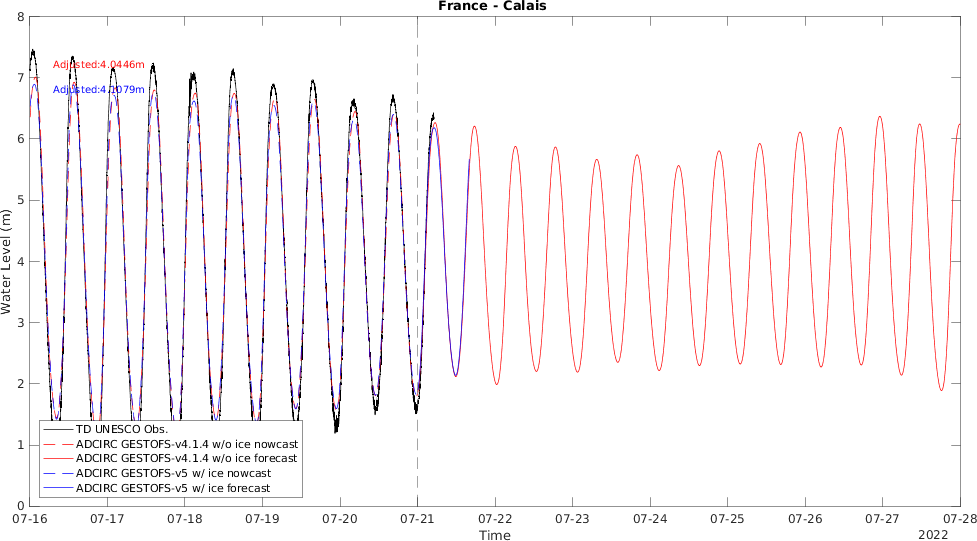 France - Calais
Adjusted:4.0446m
Adjusted:4.1079m
Water Level (m)
8
7
6
5
4
3
2
1
0
TD UNESCO Obs.
ADCIRC GESTOFS-v4.1.4 w/o ice nowcast
ADCIRC GESTOFS-v4.1.4 w/o ice forecast
ADCIRC GESTOFS-v5 w/ ice nowcast
ADCIRC GESTOFS-v5 w/ ice forecast
07-16 07-17 07-18 07-19 07-20 07-21 07-22 07-23 07-24 07-25 07-26 07-27 07-28
Time
2022